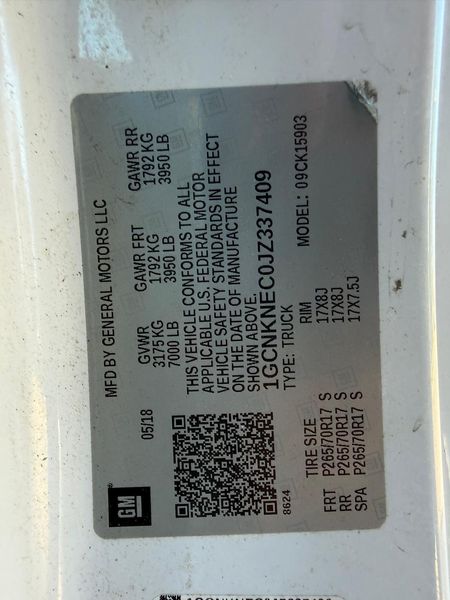 GM
05/18
MFD BY GENERAL MOTORS LLC
GVWR GAWR FRT GAWR RR
3175 KG 1792 KG 1792 KG
7000 LB 3950 LB 3950 LB
THIS VEHICLE CONFORMS TO ALL
APPLICABLE U.S. FEDERAL MOTOR
VEHICLE SAFETY STANDARDS IN EFFECT
ON THE DATE OF MANUFACTURE
SHOWN ABOVE.
1GCNKNEC0JZ337409
TYPE: TRUCK MODEL: 09CK15903
8624
TIRE SIZE RIM
FRT P265/70R17 S 17X8J
RR P265/70R17 S 17X8J
SPA P265/70R17 S 17X7.5J